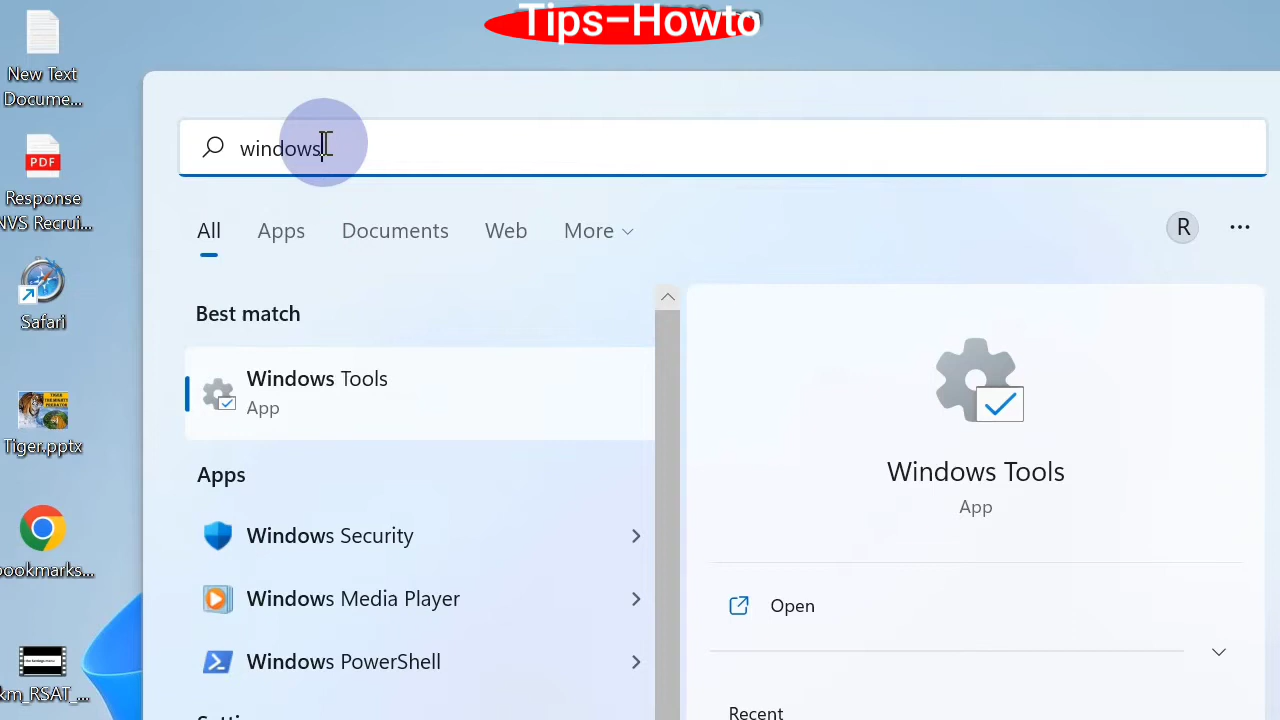 Tips-Howto
New Text
Docume...
windows
PDF
Response
NVS Recrui...
All
Apps
Documents
Web
More
R
Safari
Best match
Windows Tools
App
Windows Tools
App
Tiger.pptx
Apps
Windows Security
Windows Media Player
Windows PowerShell
Open
Recent
bookmarks...
km_RSAT_...